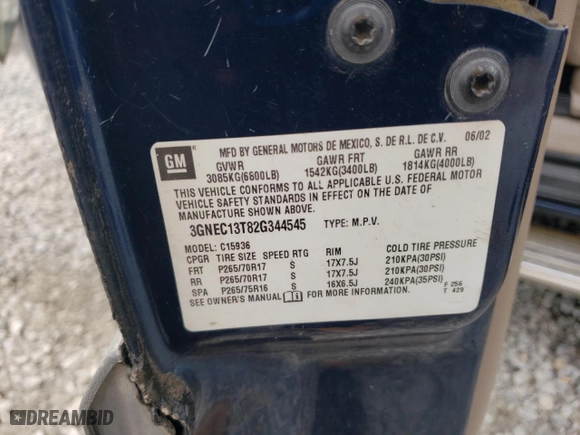 GM
MFD BY GENERAL MOTORS DE MEXICO, S. DE R.L. DE C.V. 06/02
GVWR GAWR FRT GAWR RR
3085KG(6600LB) 1542KG(3400LB) 1814KG(4000LB)
THIS VEHICLE CONFORMS TO ALL APPLICABLE U.S. FEDERAL MOTOR
VEHICLE SAFETY STANDARDS IN EFFECT ON THE DATE OF
MANUFACTURE SHOWN ABOVE.
3GNEC13T82G344545 TYPE: M.P.V.
MODEL: C15936
CPGR TIRE SIZE SPEED RTG RIM COLD TIRE PRESSURE
FRT P265/70R17 S 17X7.5J 210KPA(30PSI)
RR P265/70R17 S 17X7.5J 210KPA(30PSI)
SPA P265/75R16 S 16X6.5J 240KPA(35PSI)
SEE OWNER'S MANUAL FOR MORE INFORMATION. F 256
T 429
DREAMBID